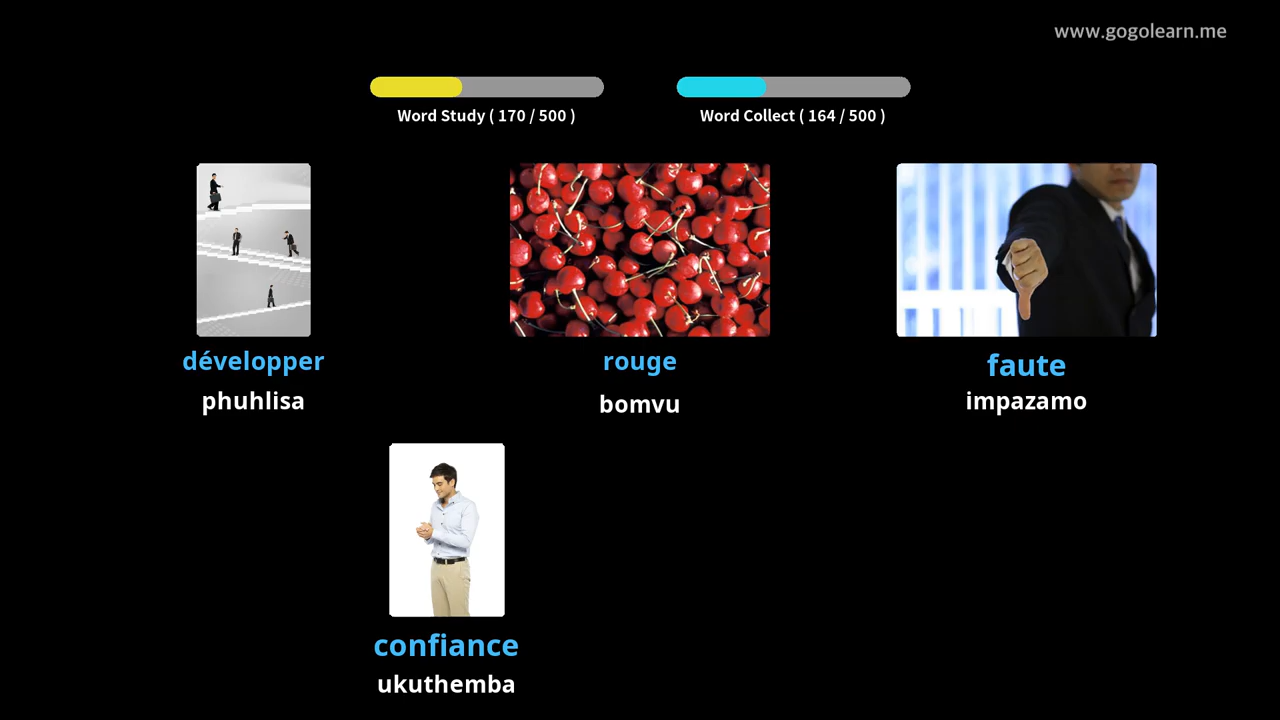 www.gogolearn.me
Word Study ( 170 / 500 )
Word Collect ( 164 / 500 )
développer
rouge
faute
phuhlisa
bomvu
impazamo
confiance
ukuthemba